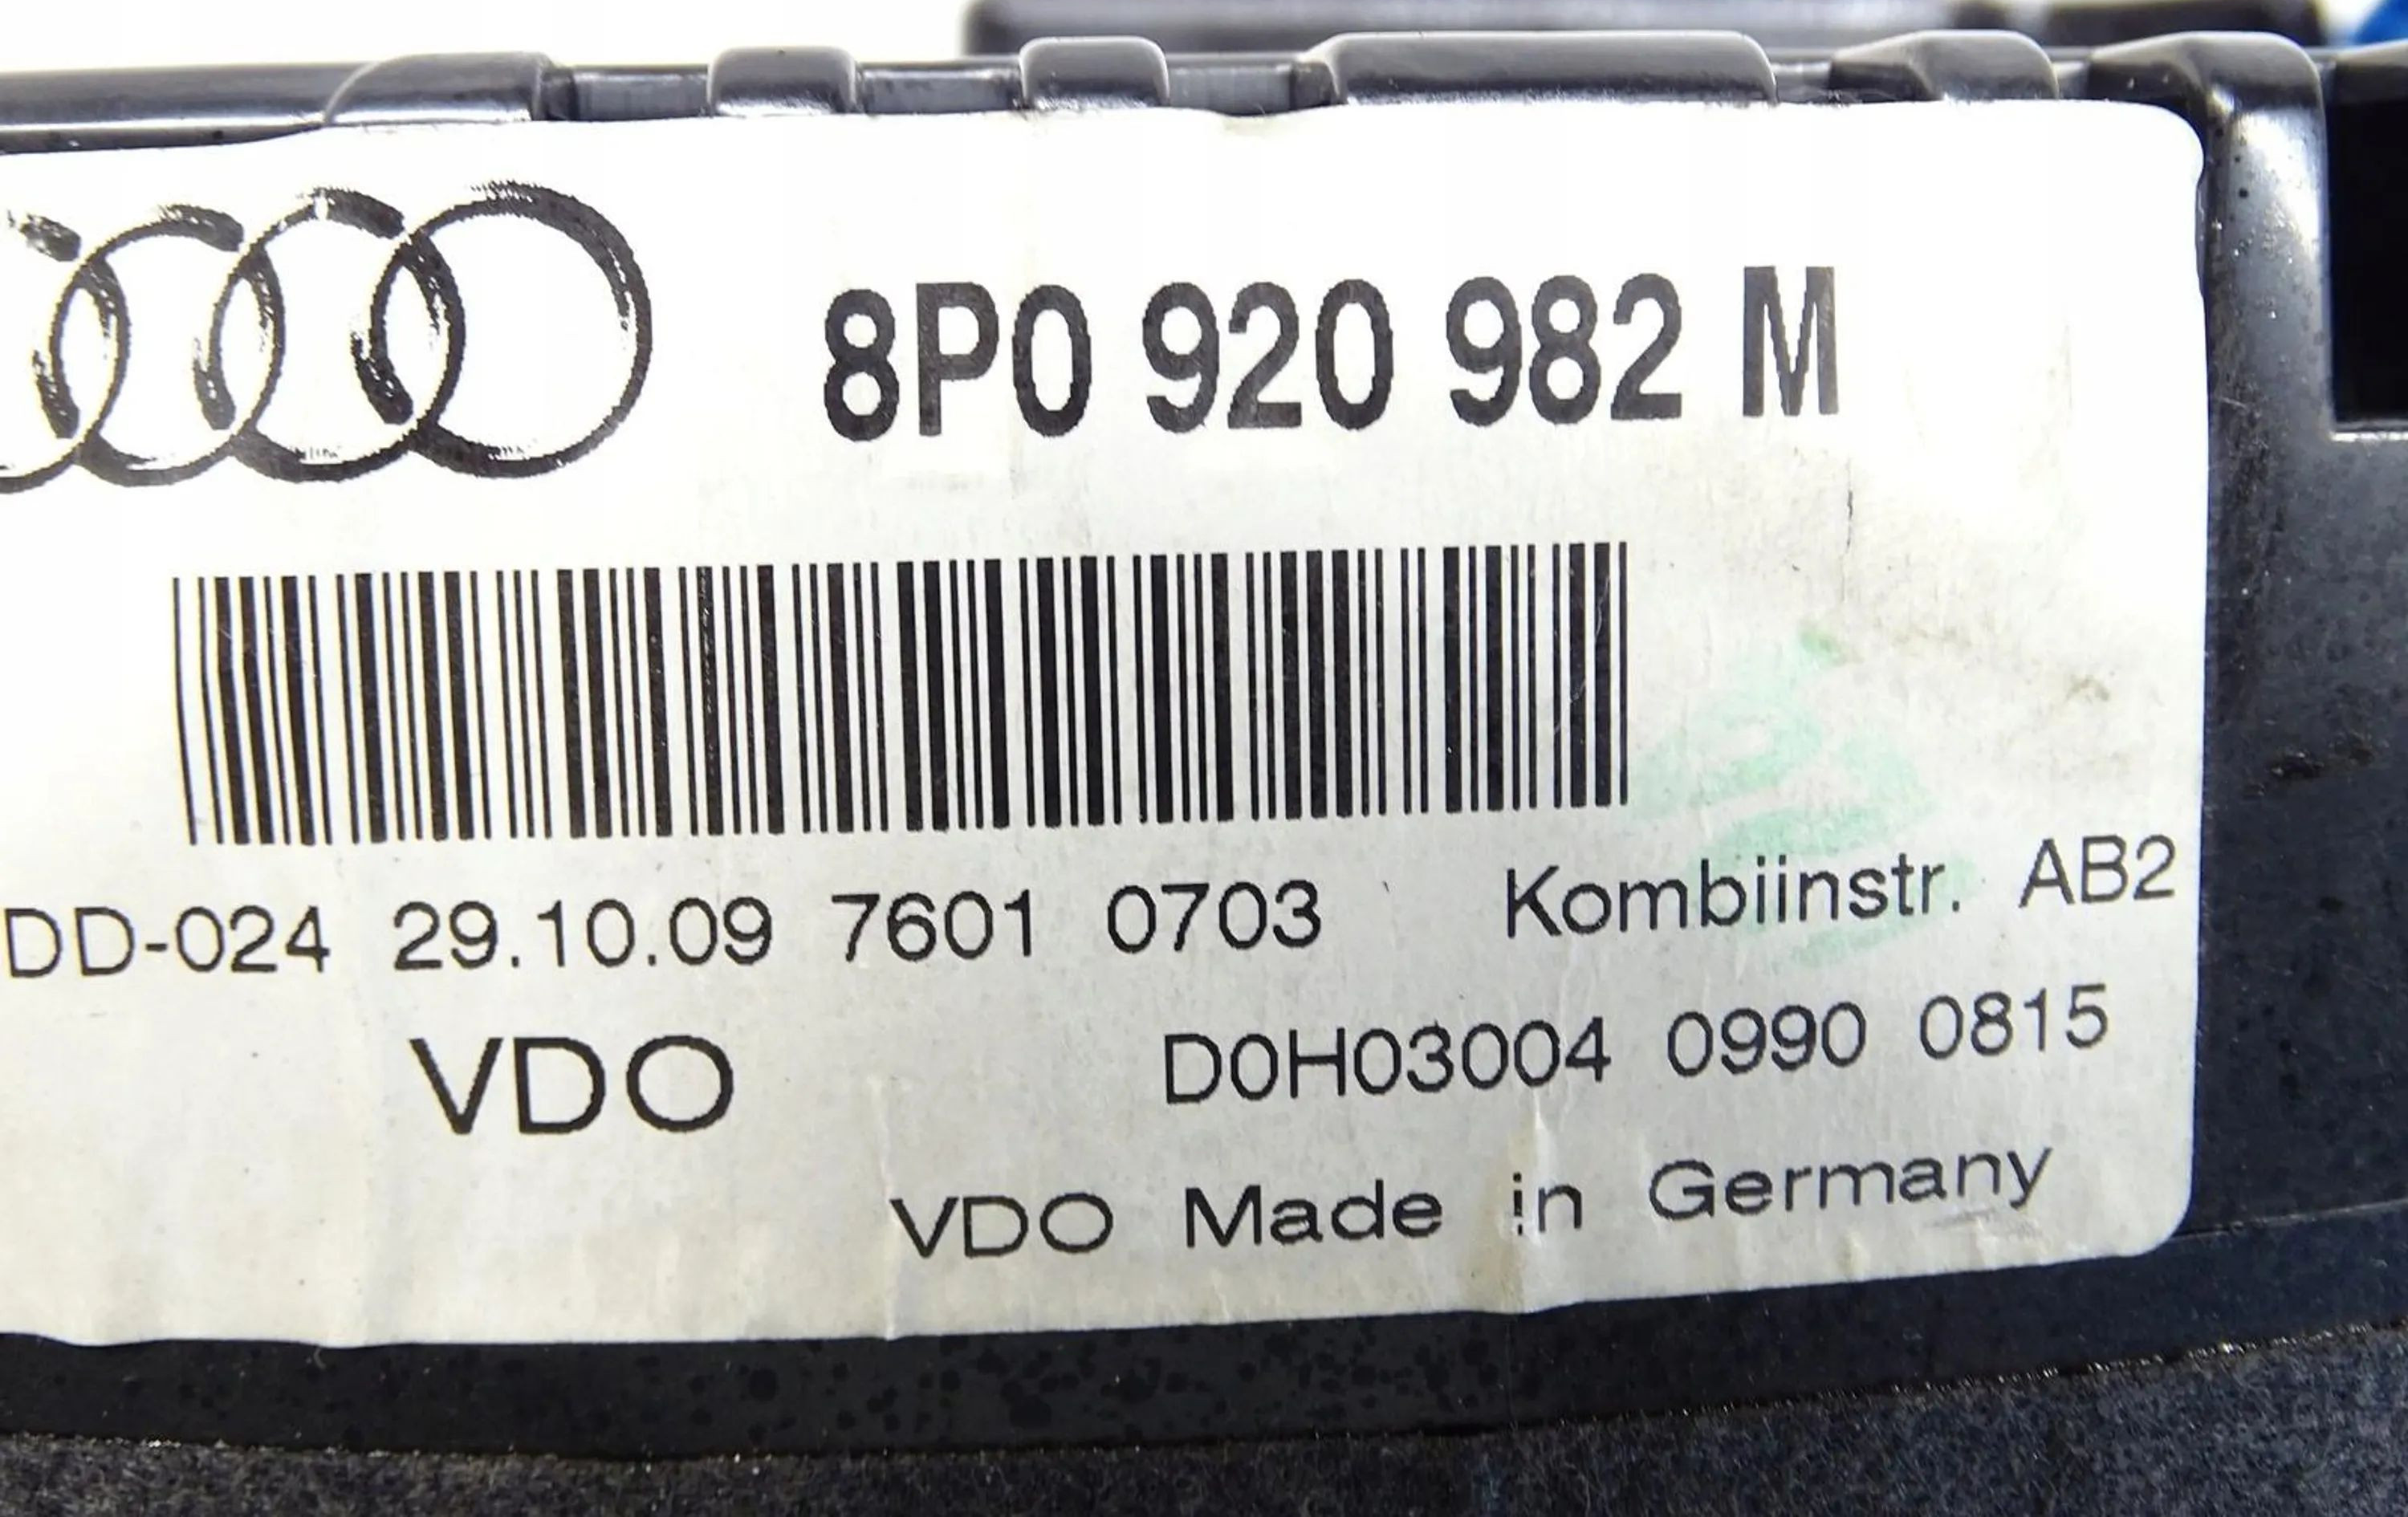 8P0 920 982 M
DD-024 29.10.09 7601 0703 Kombiinstr. AB2
VDO D0H03004 0990 0815
VDO Made in Germany